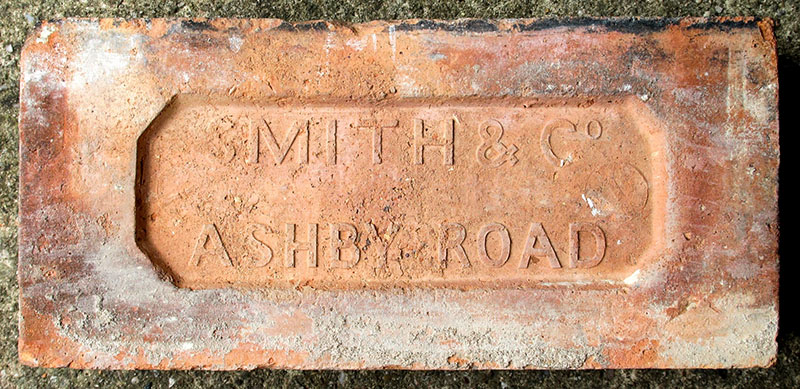 SMITH & Cº
ASHBY ROAD